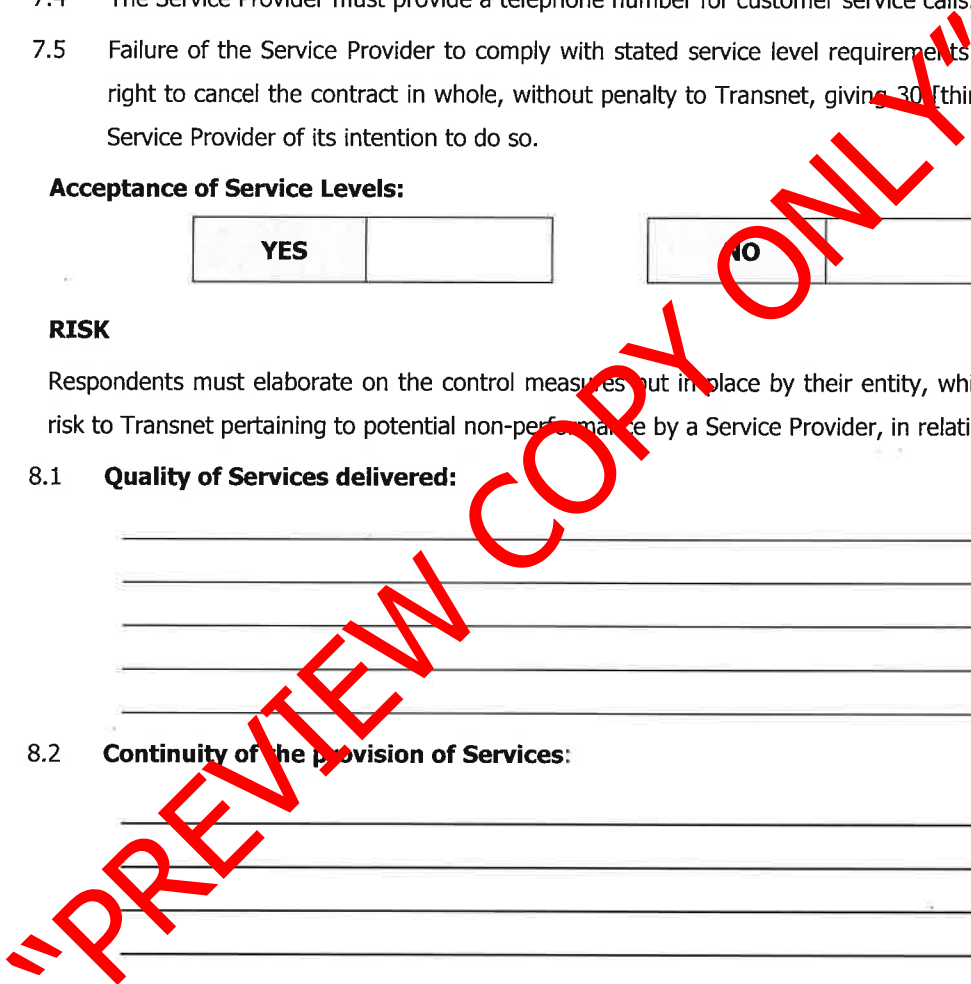 7.4 The Service Provider must provide a telephone number for customer service calls.
7.5 Failure of the Service Provider to comply with stated service level requirements
right to cancel the contract in whole, without penalty to Transnet, giving 30 [thir
Service Provider of its intention to do so.
Acceptance of Service Levels:
YES NO
RISK
Respondents must elaborate on the control measures put in place by their entity, whi
risk to Transnet pertaining to potential non-performance by a Service Provider, in relati
8.1 Quality of Services delivered:
8.2 Continuity of the provision of Services:
"PREVIEW COPY ONLY"